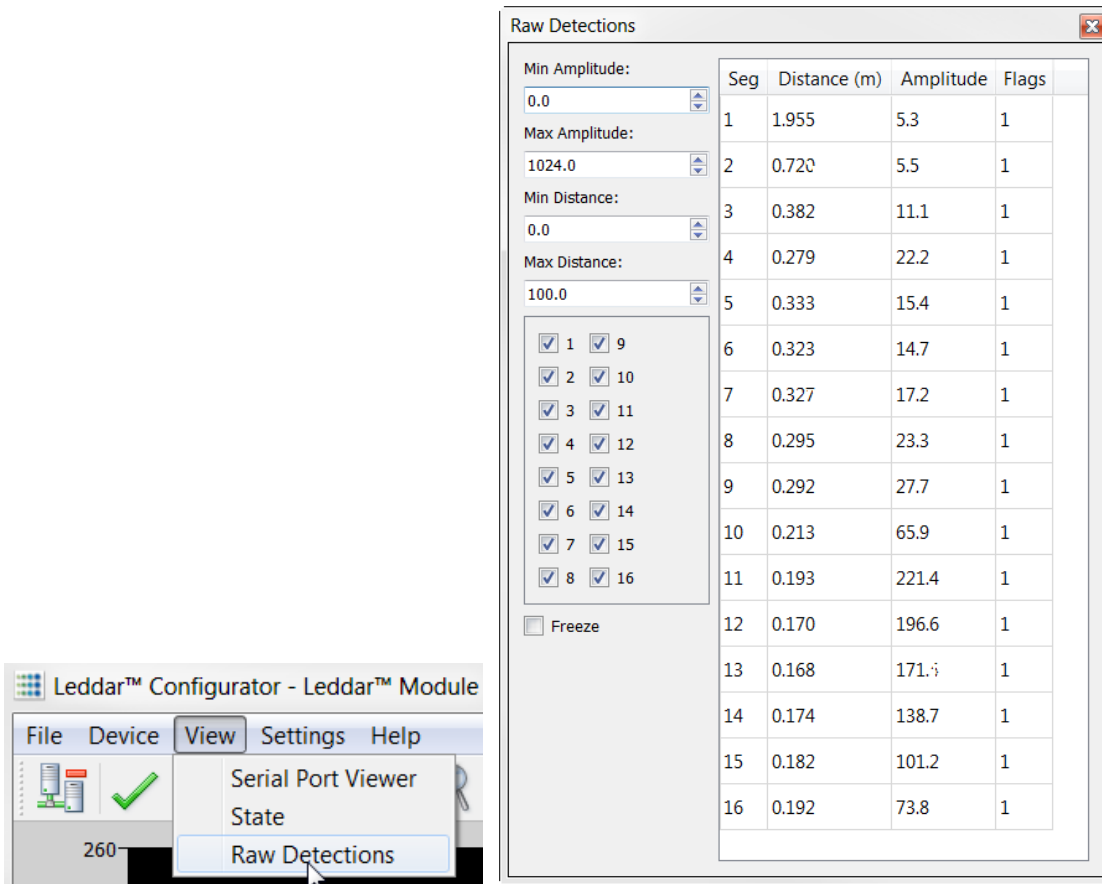 Raw Detections
Min Amplitude:
0.0
Max Amplitude:
1024.0
Min Distance:
0.0
Max Distance:
100.0
1 9
2 10
3 11
4 12
5 13
6 14
7 15
8 16
Freeze
Seg Distance (m) Amplitude Flags
1 1.955 5.3 1
2 0.720 5.5 1
3 0.382 11.1 1
4 0.279 22.2 1
5 0.333 15.4 1
6 0.323 14.7 1
7 0.327 17.2 1
8 0.295 23.3 1
9 0.292 27.7 1
10 0.213 65.9 1
11 0.193 221.4 1
12 0.170 196.6 1
13 0.168 1
14 0.174 138.7 1
15 0.182 101.2 1
16 0.192 73.8 1
Leddar™ Configurator - Leddar™ Module
File Device View Settings Help
Serial Port Viewer
State
Raw Detections
260